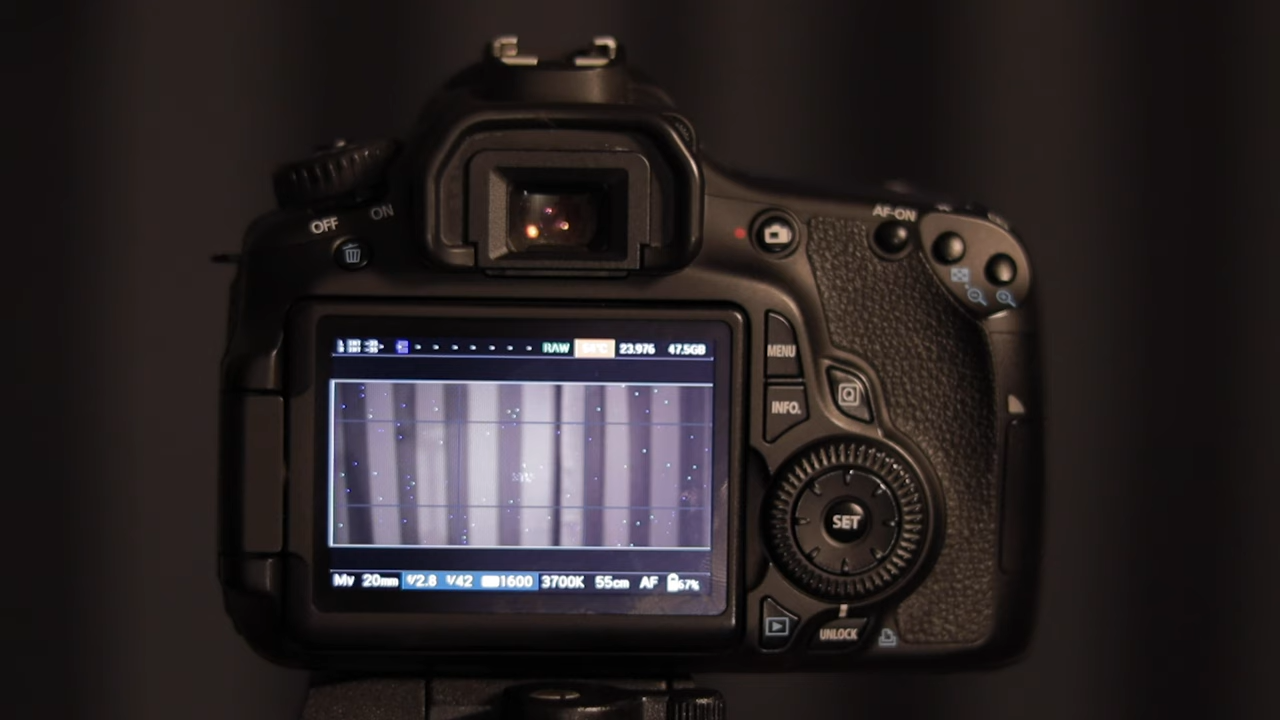 OFF ON
AF-ON
RAW 23.976 47.5GB
MENU
INFO.
Q
SET
Mv 20mm f/2.8 1/42 1600 3700K 55cm AF 67%
UNLOCK